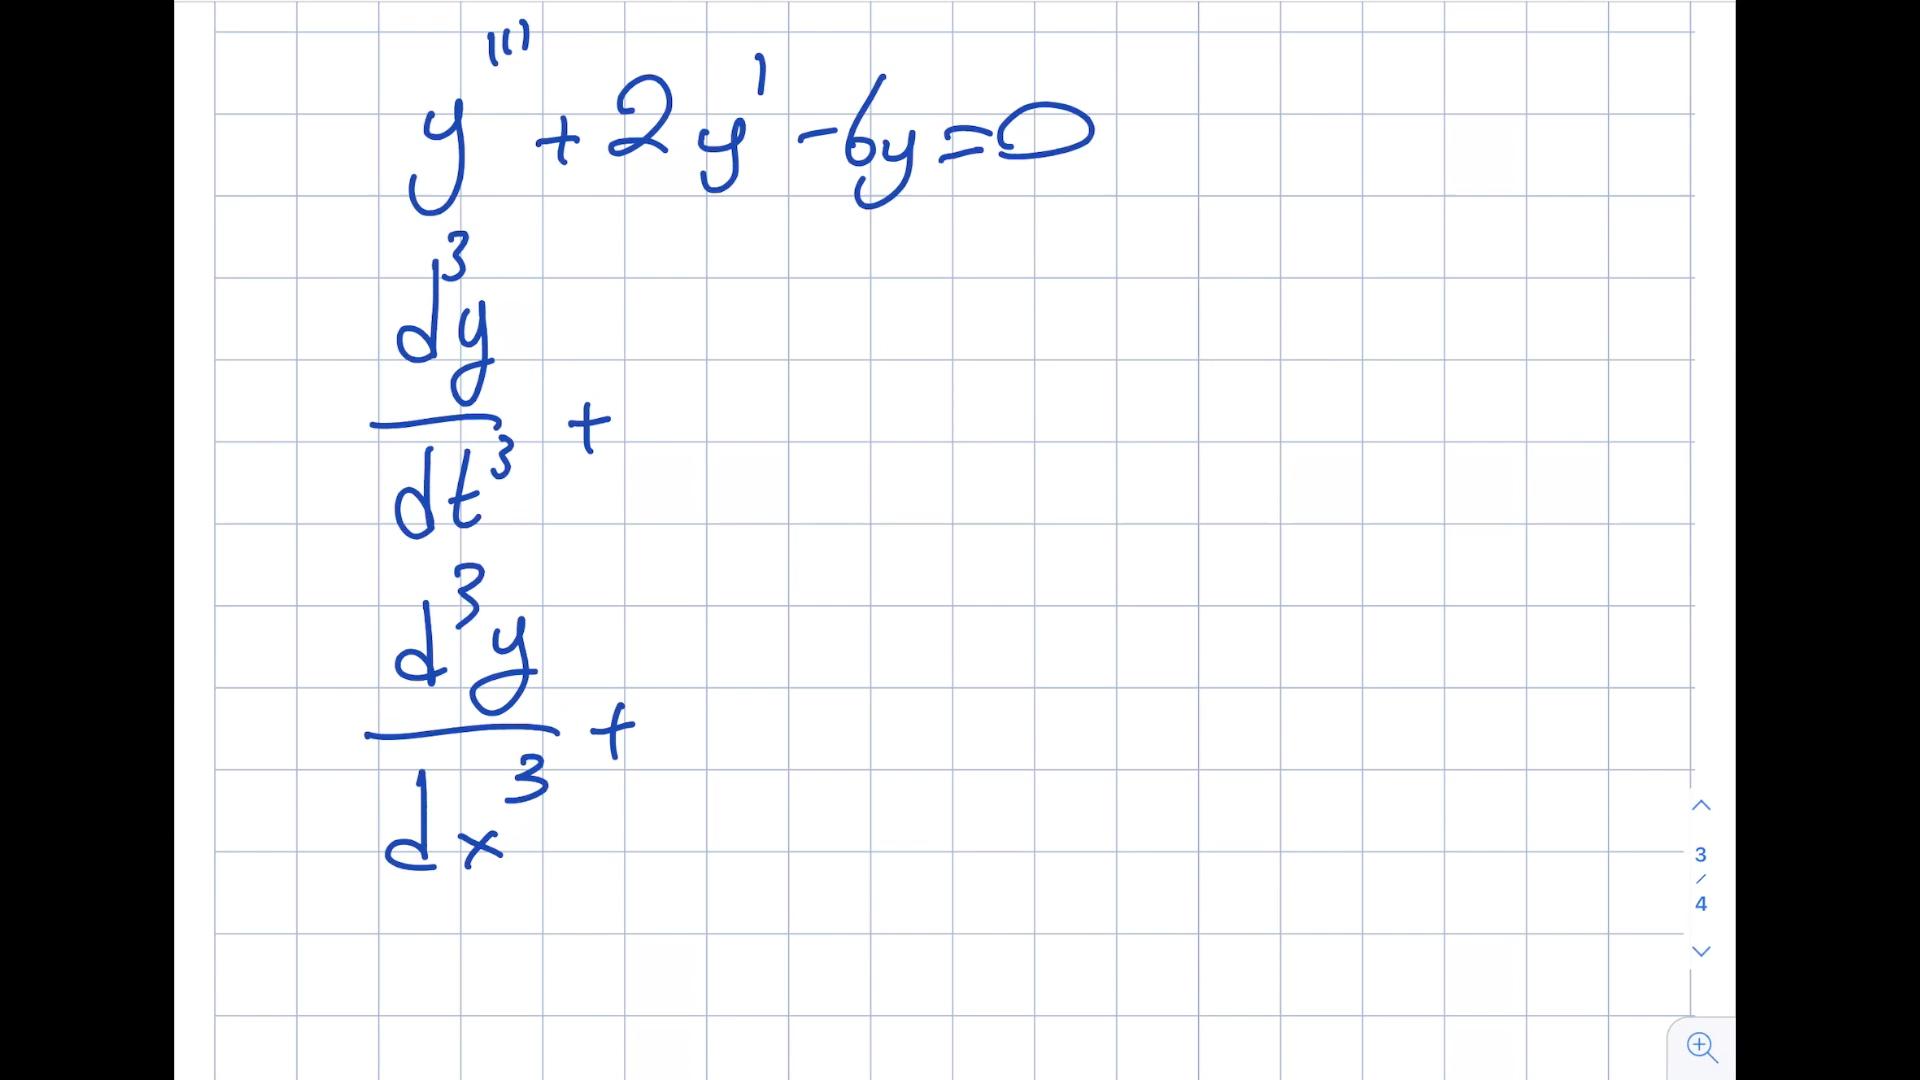 y''' + 2y' - 6y = 0
d³y
dt³ +
d³y
dx³ +
3
/
4